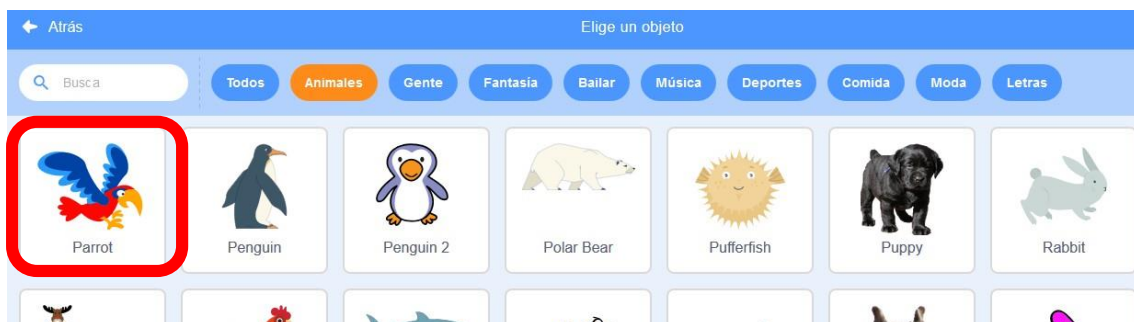 Atrás
Elige un objeto
Busca
Todos
Animales
Gente
Fantasía
Bailar
Música
Deportes
Comida
Moda
Letras
Parrot
Penguin
Penguin 2
Polar Bear
Pufferfish
Puppy
Rabbit